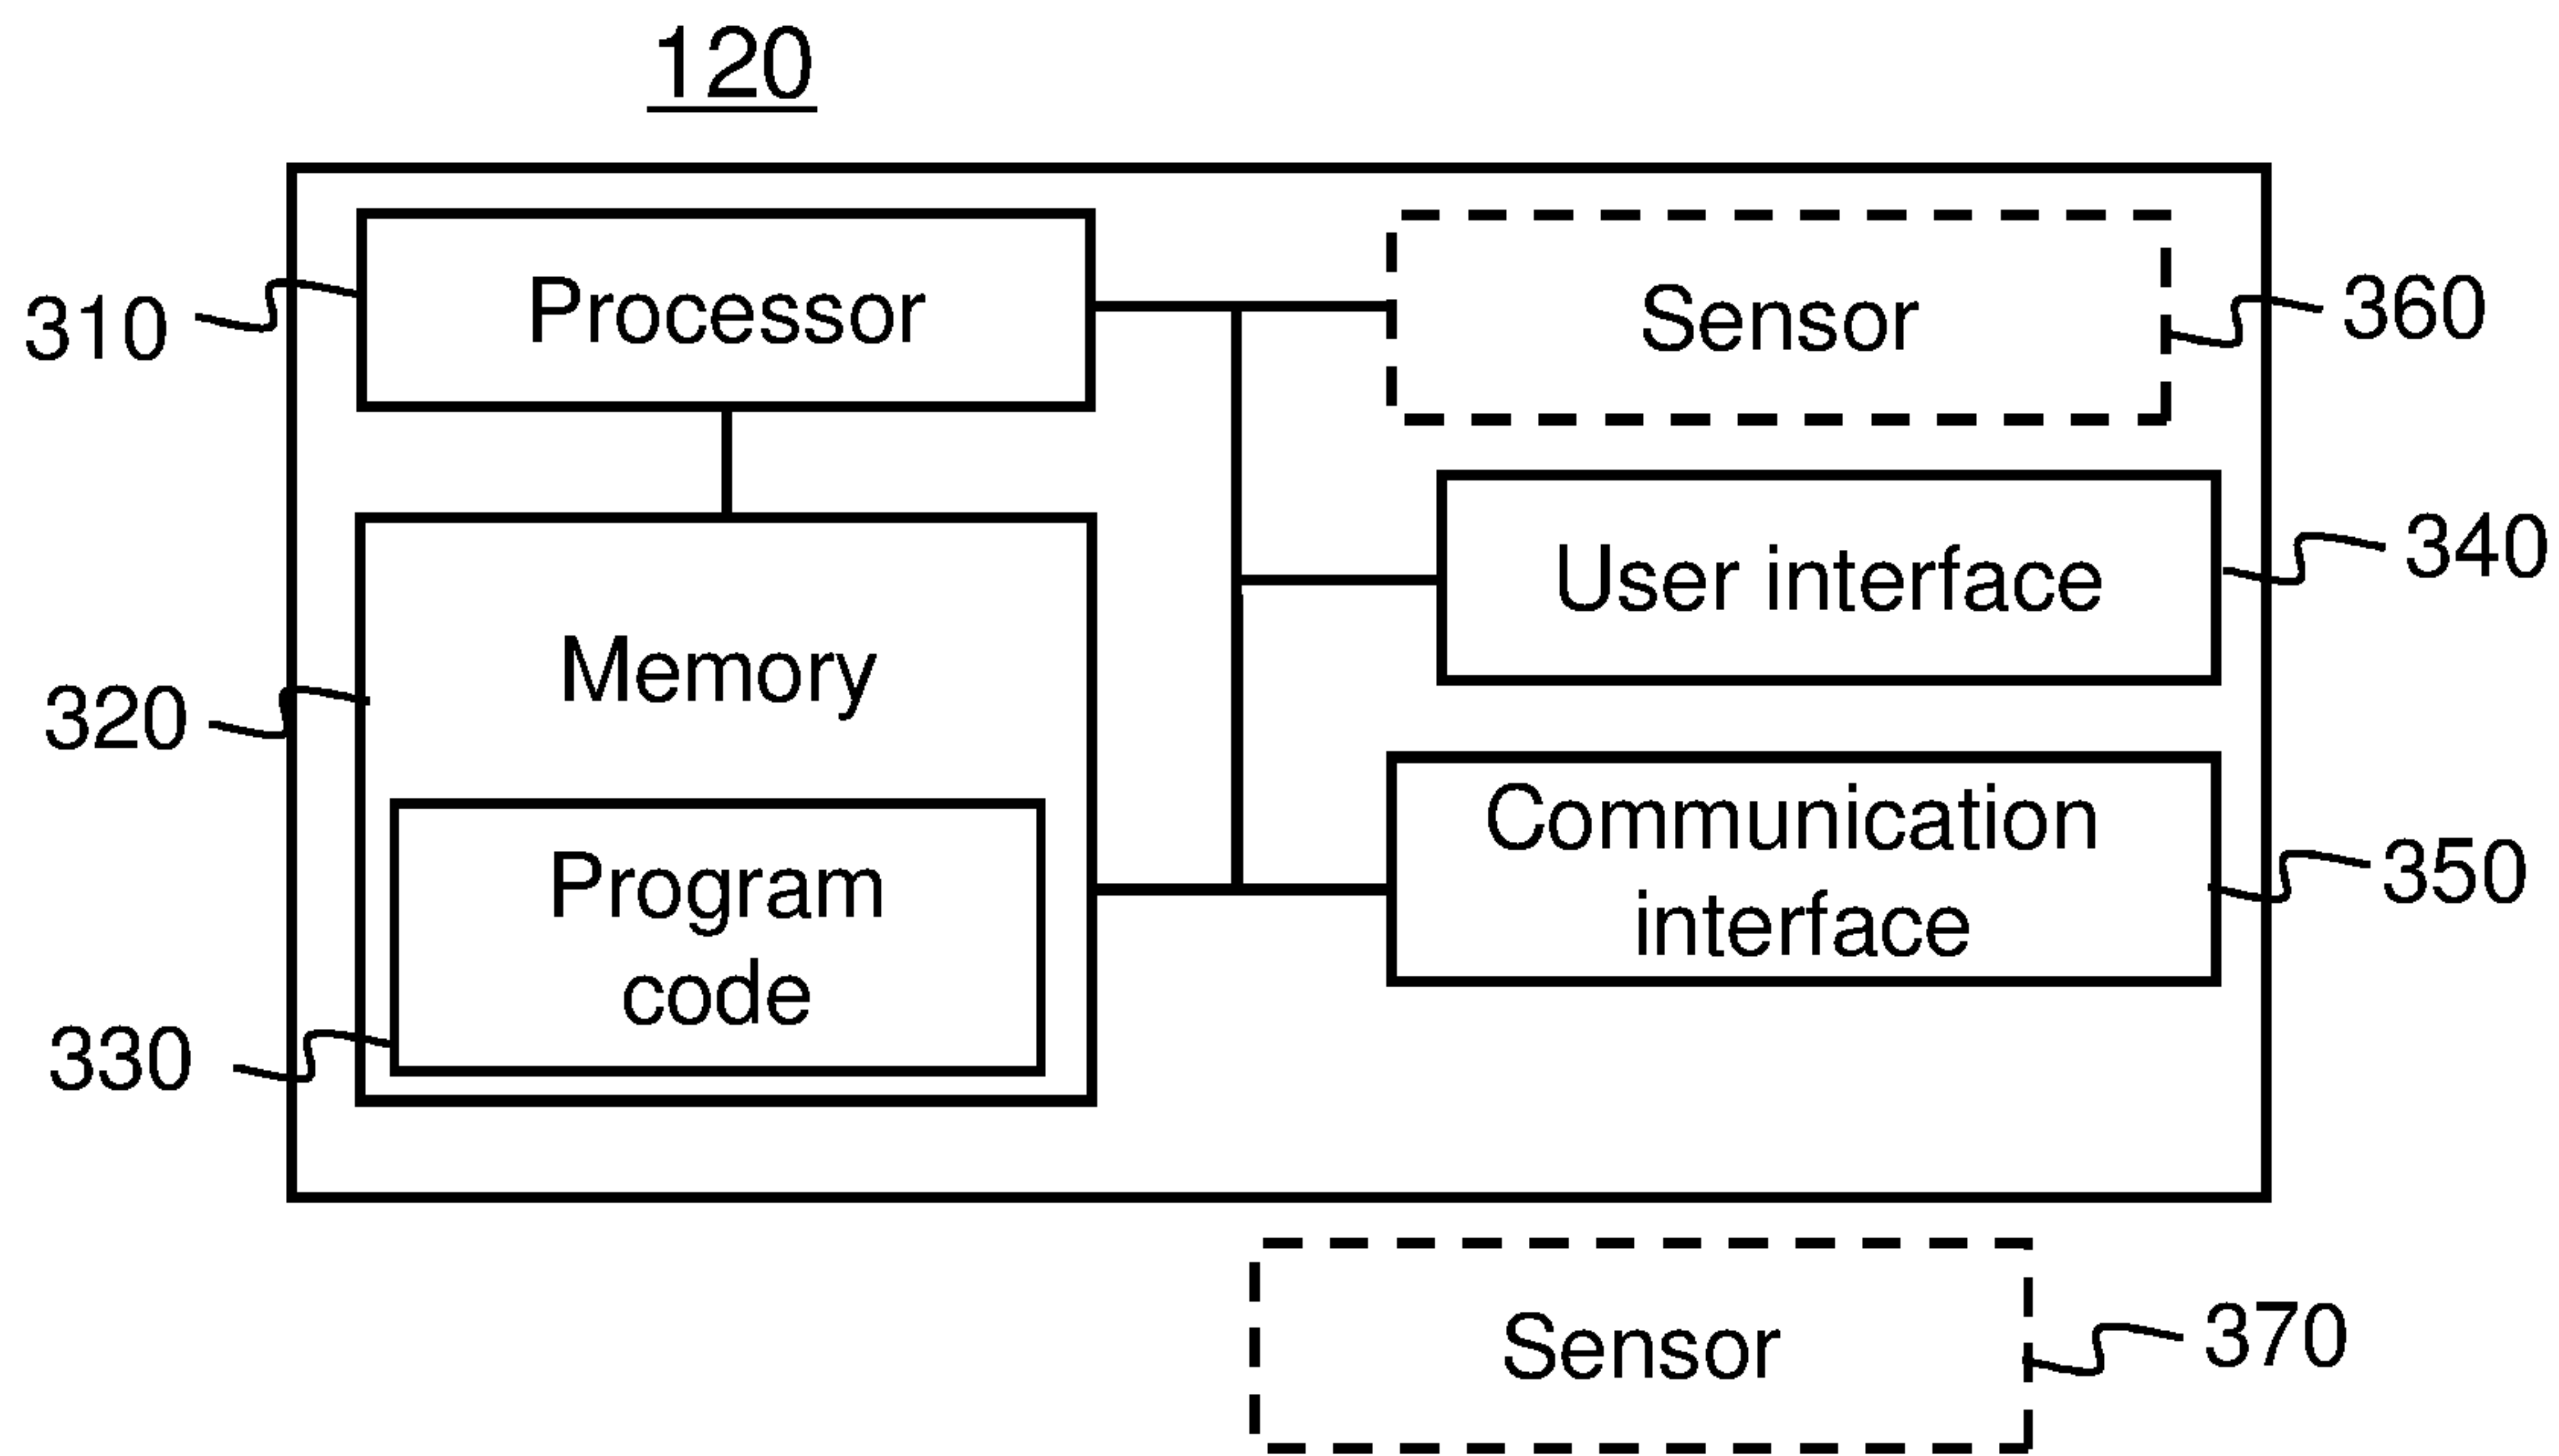 120
310
Processor
Sensor
360
User interface
340
320
Memory
Communication
interface
350
Program
code
330
Sensor
370